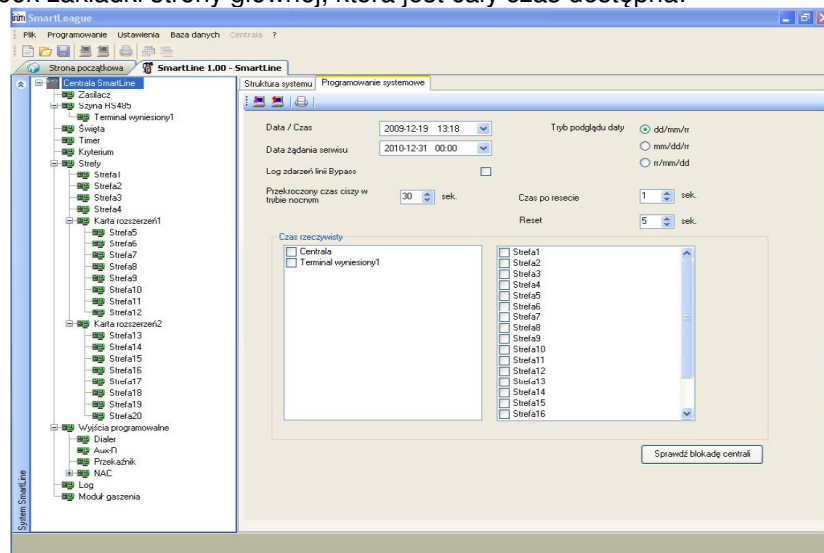 zakładki strony głównej, która jest cały czas dostępna.
SmartLeague
Plik Programowanie Ustawienia Baza danych Centrala ?
Strona początkowa SmartLine 1.00 - SmartLine
Centrala SmartLine
Zasilacz
Szyna RS485
Terminal wyniesiony1
Święta
Timer
Kryterium
Strefy
Strefa1
Strefa2
Strefa3
Strefa4
Karta rozszerzeń1
Strefa5
Strefa6
Strefa7
Strefa8
Strefa9
Strefa10
Strefa11
Strefa12
Karta rozszerzeń2
Strefa13
Strefa14
Strefa15
Strefa16
Strefa17
Strefa18
Strefa19
Strefa20
Wyjścia programowalne
Dialer
Przekaźnik
NAC
Log
Moduł gaszenia
System SmartLine
Struktura systemu Programowanie systemowe
Data / Czas 2009-12-19 13:18
Data żądania serwisu 2010-12-31 00:00
Log zdarzeń linii Bypass
Przekroczony czas ciszy w
trybie nocnym 30 sek.
Tryb podglądu daty dd/mm/rr
mm/dd/rr
rr/mm/dd
Czas po resecie 1 sek.
Reset 5 sek.
Czas rzeczywisty
Centrala
Terminal wyniesiony1
Strefa1
Strefa2
Strefa3
Strefa4
Strefa5
Strefa6
Strefa7
Strefa8
Strefa9
Strefa10
Strefa11
Strefa12
Strefa13
Strefa14
Strefa15
Strefa16
Sprawdź blokadę centrali